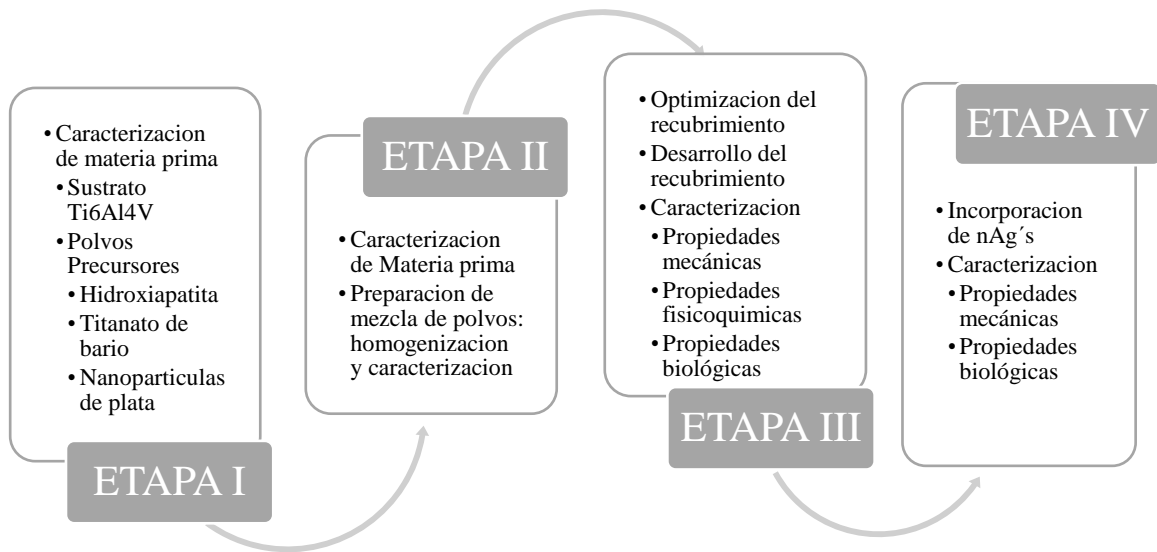 • Caracterizacion
de materia prima
• Sustrato
Ti6Al4V
• Polvos
Precursores
• Hidroxiapatita
• Titanato de
bario
• Nanoparticulas
de plata
ETAPA I
ETAPA II
• Caracterizacion
de Materia prima
• Preparacion de
mezcla de polvos:
homogenizacion
y caracterizacion
• Optimizacion del
recubrimiento
• Desarrollo del
recubrimiento
• Caracterizacion
• Propiedades
mecánicas
• Propiedades
fisicoquimicas
• Propiedades
biológicas
ETAPA III
ETAPA IV
• Incorporacion
de nAg´s
• Caracterizacion
• Propiedades
mecánicas
• Propiedades
biológicas